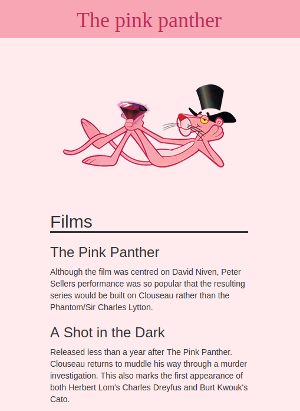 The pink panther
Films
The Pink Panther
Although the film was centred on David Niven, Peter
Sellers performance was so popular that the resulting
series would be built on Clouseau rather than the
Phantom/Sir Charles Lytton.
A Shot in the Dark
Released less than a year after The Pink Panther.
Clouseau returns to muddle his way through a murder
investigation. This also marks the first appearance of
both Herbert Lom's Charles Dreyfus and Burt Kwouk's
Cato.